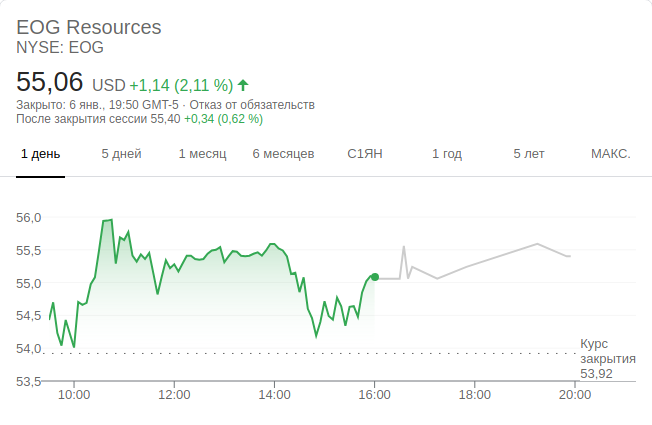 EOG Resources
NYSE: EOG
55,06 USD +1,14 (2,11 %)
Закрыто: 6 янв., 19:50 GMT-5 · Отказ от обязательств
После закрытия сессии 55,40 +0,34 (0,62 %)
1 день 5 дней 1 месяц 6 месяцев С1ЯН 1 год 5 лет МАКС.
56,0
55,5
55,0
54,5
54,0
53,5
Курс
закрытия
53,92
10:00 12:00 14:00 16:00 18:00 20:00